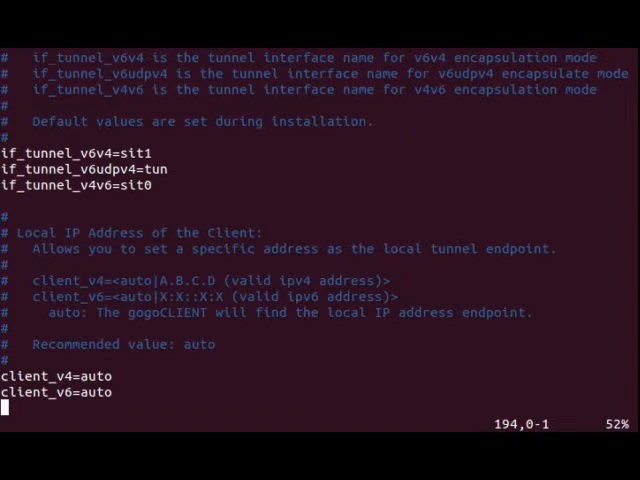 #   if_tunnel_v6v4 is the tunnel interface name for v6v4 encapsulation mode
#   if_tunnel_v6udpv4 is the tunnel interface name for v6udpv4 encapsulate mode
#   if_tunnel_v4v6 is the tunnel interface name for v4v6 encapsulation mode
#
#   Default values are set during installation.
#
if_tunnel_v6v4=sit1
if_tunnel_v6udpv4=tun
if_tunnel_v4v6=sit0
#
# Local IP Address of the Client:
#   Allows you to set a specific address as the local tunnel endpoint.
#
#   client_v4=<auto|A.B.C.D (valid ipv4 address)>
#   client_v6=<auto|X:X::X:X (valid ipv6 address)>
#     auto: The gogoCLIENT will find the local IP address endpoint.
#
#   Recommended value: auto
#
client_v4=auto
client_v6=auto
194,0-1 52%